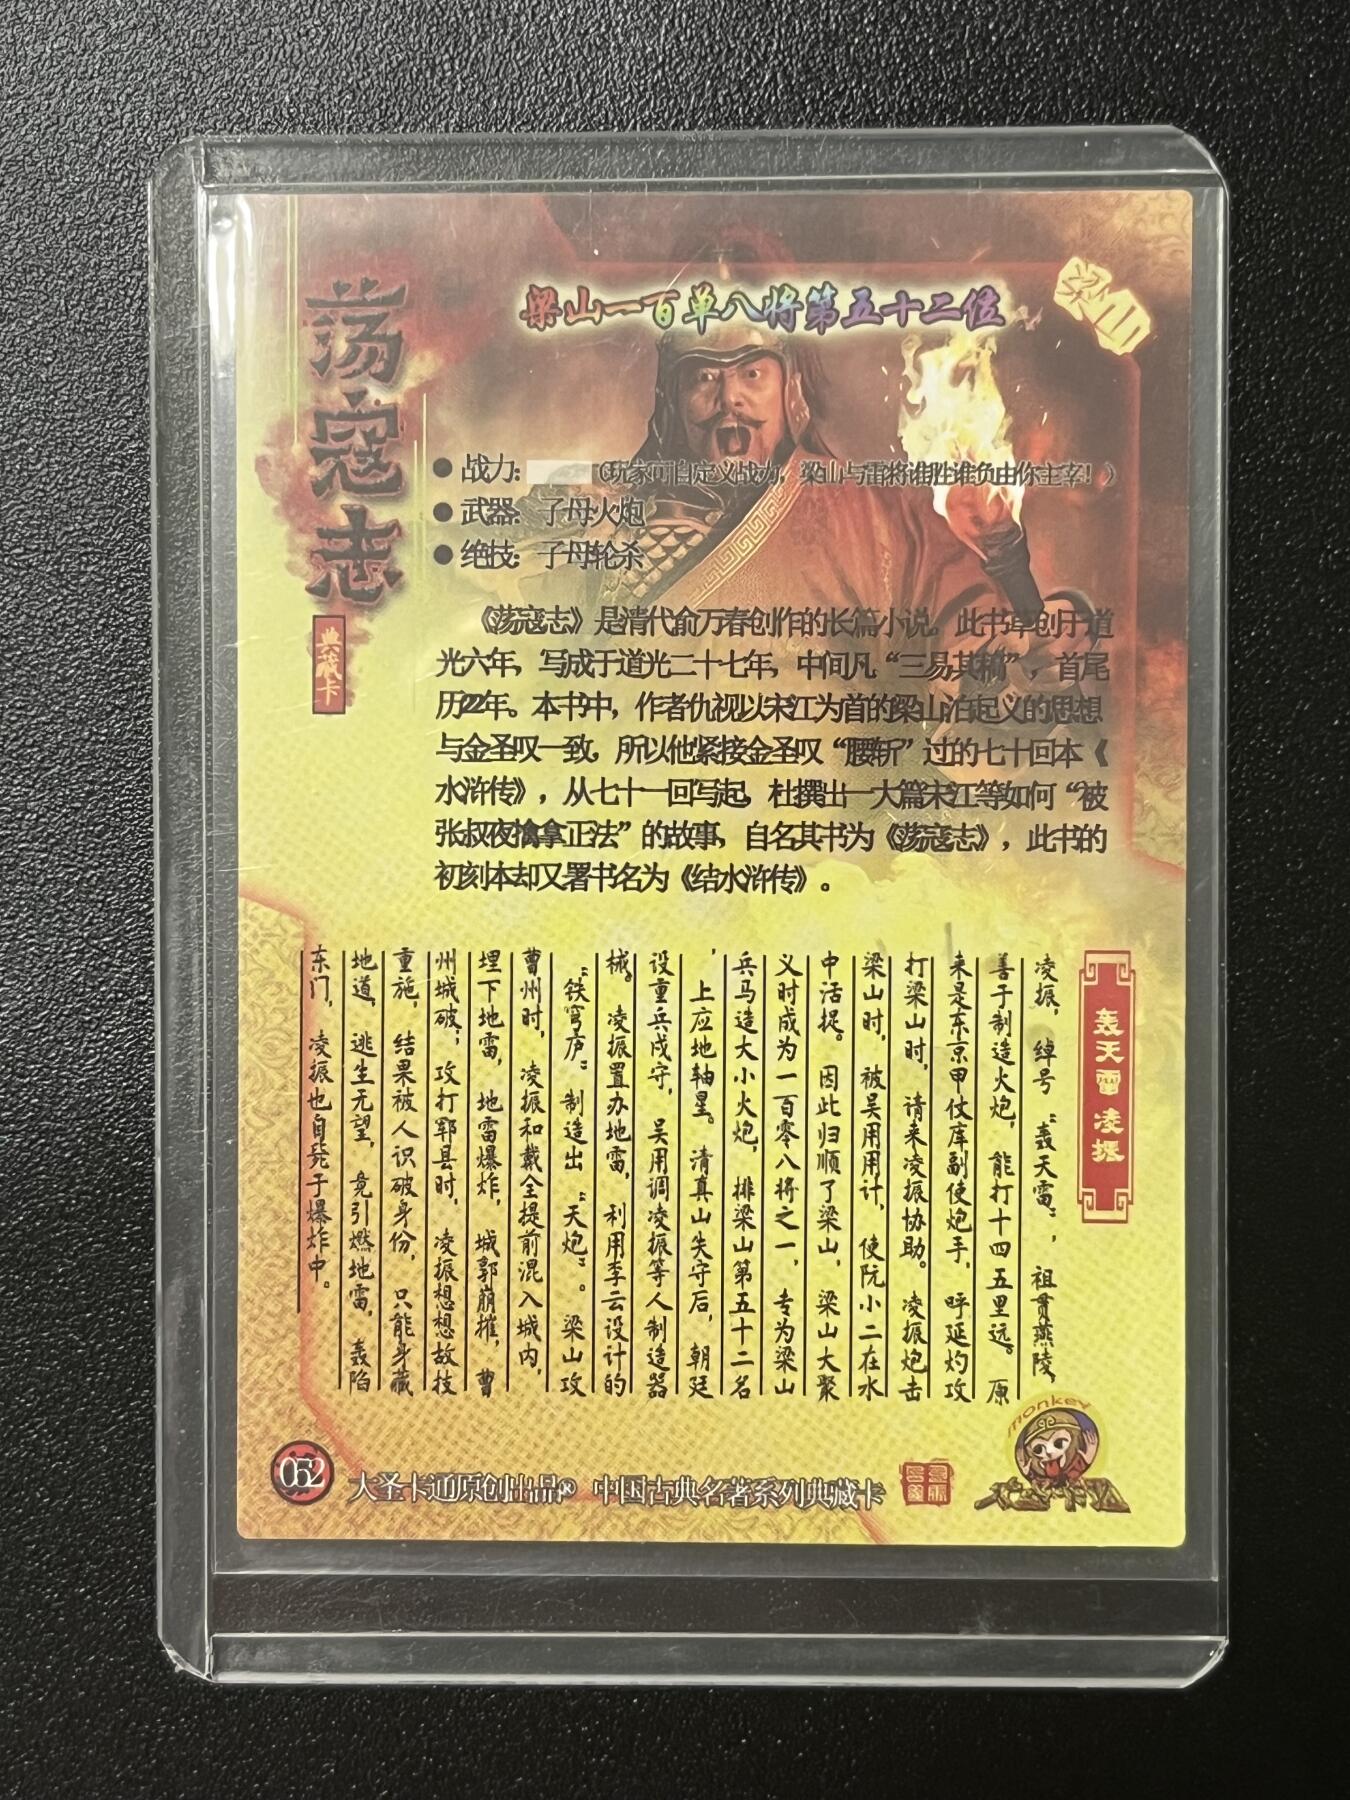 荡寇志
典藏卡
梁山一百单八将第五十二位
梁山
●战力：（玩家可自定义战力，梁山与雷将谁胜谁负由你主宰！）
●武器：子母火炮
●绝技：子母轮杀
《荡寇志》是清代俞万春创作的长篇小说。此书草创于道
光六年，写成于道光二十七年，中间凡“三易其稿”，首尾
历22年。本书中，作者仇视以宋江为首的梁山泊起义的思想
与金圣叹一致，所以他紧接金圣叹“腰斩”过的七十回本《
水浒传》，从七十一回写起，杜撰出一大篇宋江等如何“被
张叔夜擒拿正法”的故事，自名其书为《荡寇志》，此书的
初刻本却又署书名为《结水浒传》。
轰天雷 凌振
凌振，绰号“轰天雷”，祖贯燕陵，
善于制造火炮，能打十四五里远。原
来是东京甲仗库副使炮手，呼延灼攻
打梁山时，请来凌振协助。凌振炮击
梁山时，被吴用用计，使阮小二在水
中活捉。因此归顺了梁山，梁山大聚
义时成为一百零八将之一，专为梁山
兵马造大小火炮，排梁山第五十二名
，上应地轴星。清真山失守后，朝廷
设重兵戍守，吴用调凌振等人制造器
械。凌振置办地雷，利用李云设计的
“铁穹庐”制造出“天炮”。梁山攻
曹州时，凌振和戴全提前混入城内，
埋下地雷，地雷爆炸，城郭崩摧，曹
州城破；攻打郓县时，凌振想想故技
重施，结果被人识破身份，只能身藏
地道，逃生无望，竟引燃地雷，轰陷
东门，凌振也自毙于爆炸中。
052
大圣卡通原创出品® 中国古典名著系列典藏卡
monkey
大圣卡通